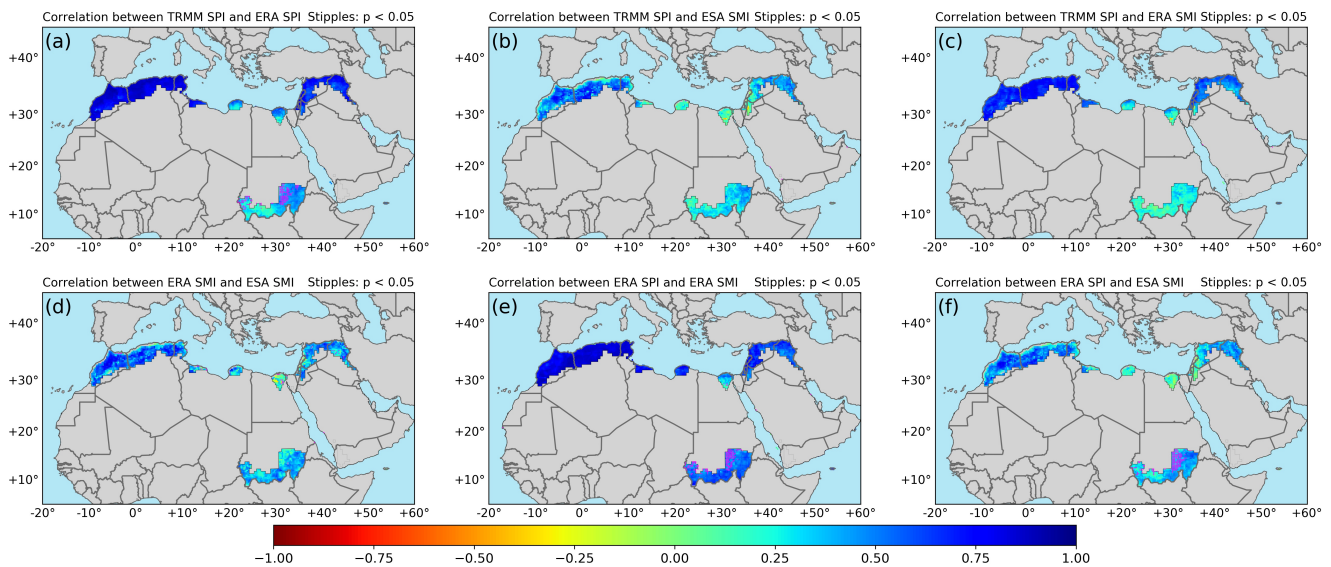 Correlation between TRMM SPI and ERA SPI Stipples: p < 0.05
(a)
+40°
+30°
+20°
+10°
-20° -10° 0° +10° +20° +30° +40° +50° +60°
Correlation between TRMM SPI and ESA SMI Stipples: p < 0.05
(b)
+40°
+30°
+20°
+10°
-20° -10° 0° +10° +20° +30° +40° +50° +60°
Correlation between TRMM SPI and ERA SMI Stipples: p < 0.05
(c)
+40°
+30°
+20°
+10°
-20° -10° 0° +10° +20° +30° +40° +50° +60°
Correlation between ERA SMI and ESA SMI Stipples: p < 0.05
(d)
+40°
+30°
+20°
+10°
-20° -10° 0° +10° +20° +30° +40° +50° +60°
Correlation between ERA SPI and ERA SMI Stipples: p < 0.05
(e)
+40°
+30°
+20°
+10°
-20° -10° 0° +10° +20° +30° +40° +50° +60°
Correlation between ERA SPI and ESA SMI Stipples: p < 0.05
(f)
+40°
+30°
+20°
+10°
-20° -10° 0° +10° +20° +30° +40° +50° +60°
−1.00 −0.75 −0.50 −0.25 0.00 0.25 0.50 0.75 1.00